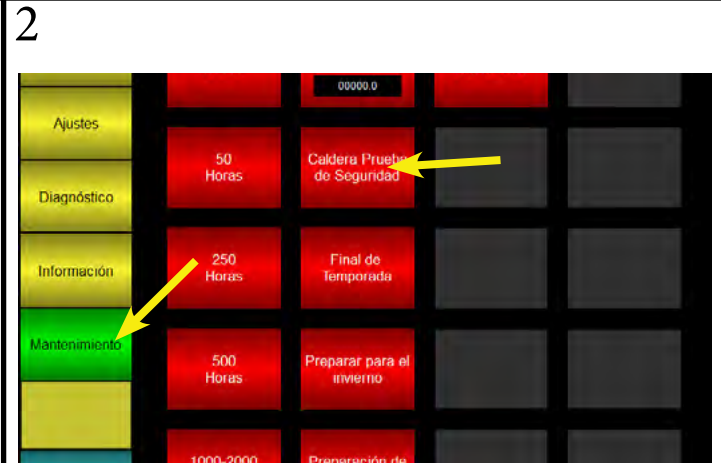 2
00000.0
Ajustes
50
Horas
Caldera Prueba
de Seguridad
Diagnóstico
250
Horas
Final de
Temporada
Información
Mantenimiento
500
Horas
Preparar para el
invierno
1000-2000
Preparación de